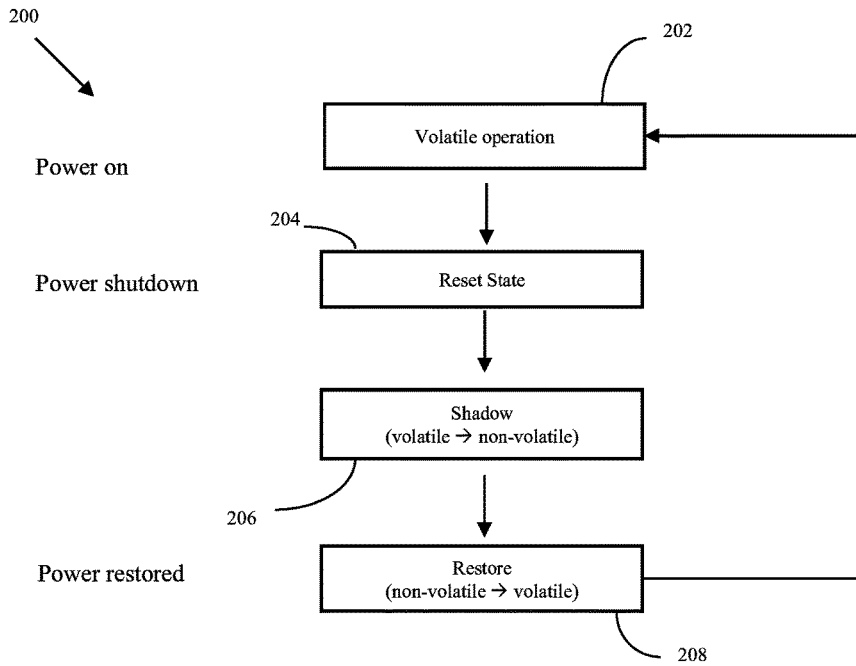 200
202
Volatile operation
Power on
204
Power shutdown
Reset State
Shadow
(volatile → non-volatile)
206
Power restored
Restore
(non-volatile → volatile)
208